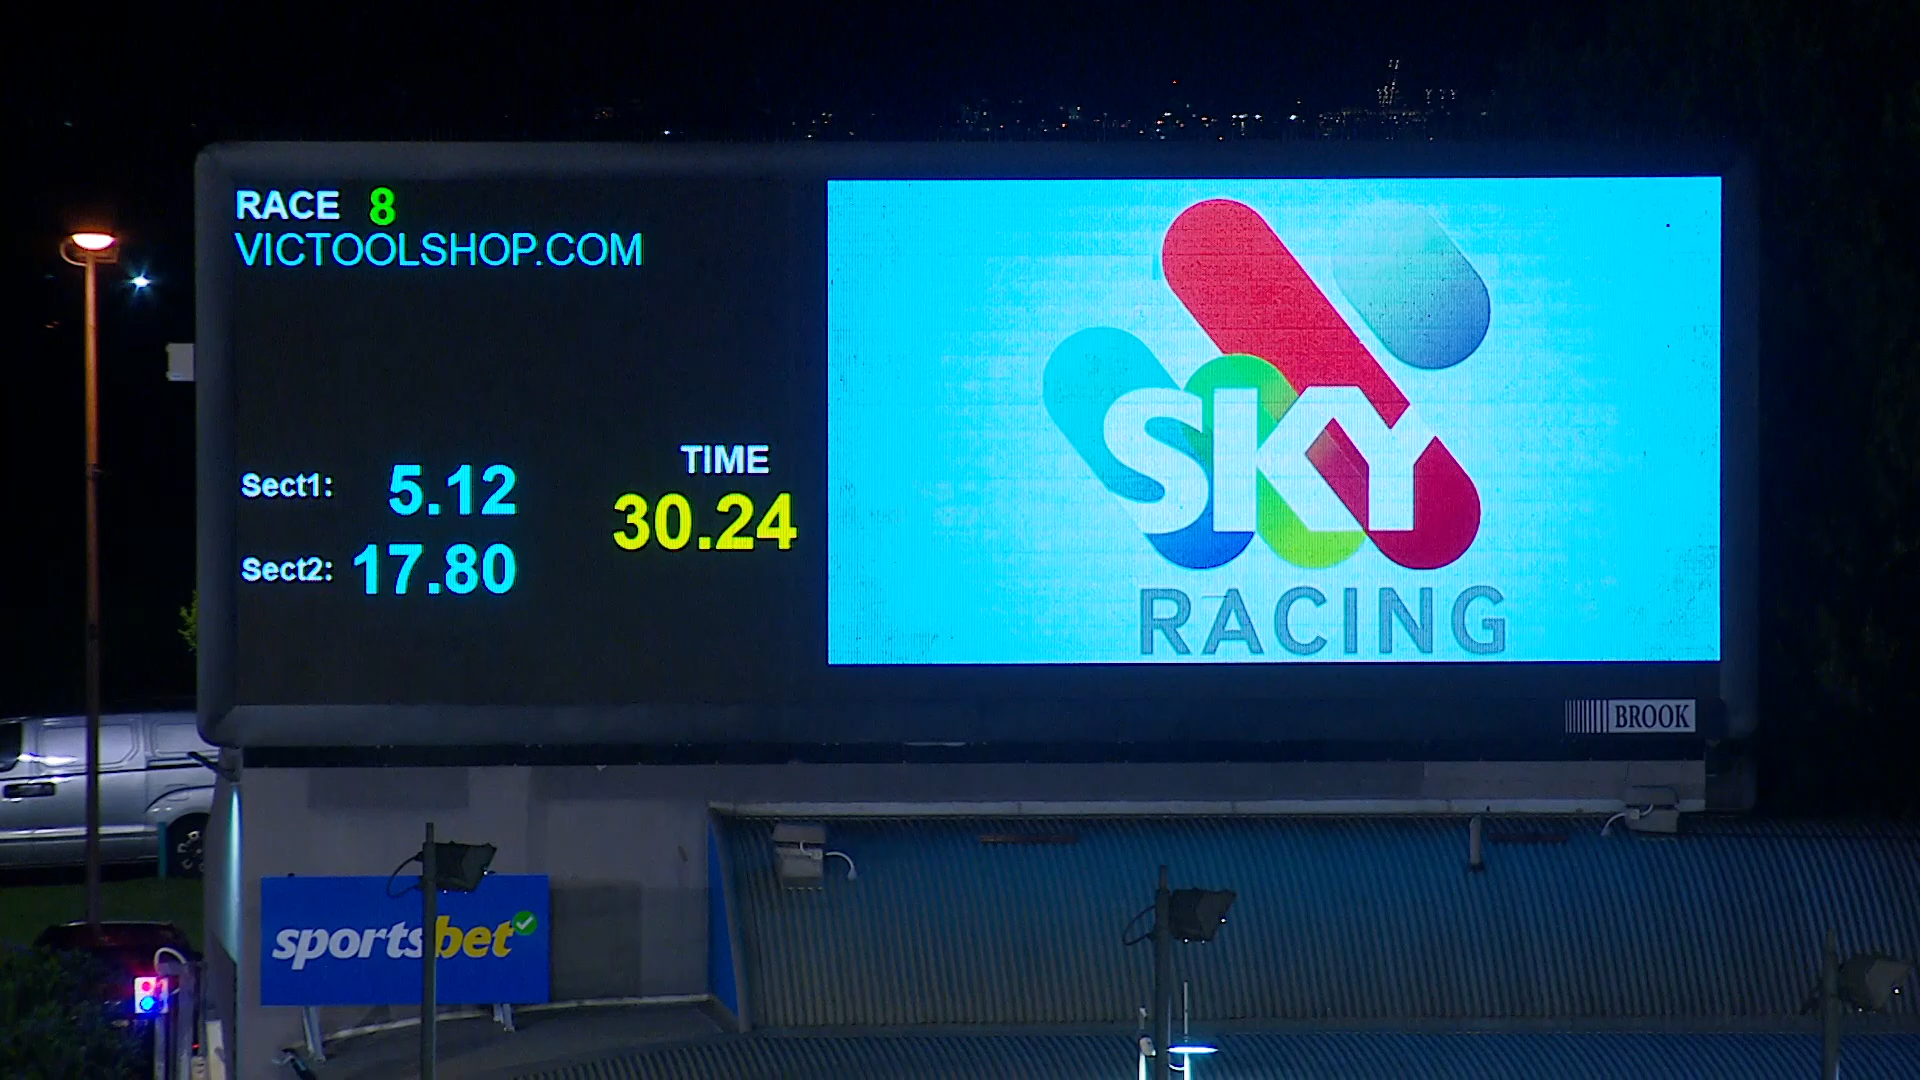 RACE 8
VICTOOLSHOP.COM
Sect1: 5.12
Sect2: 17.80
TIME
30.24
SKY
RACING
BROOK
sportsbet